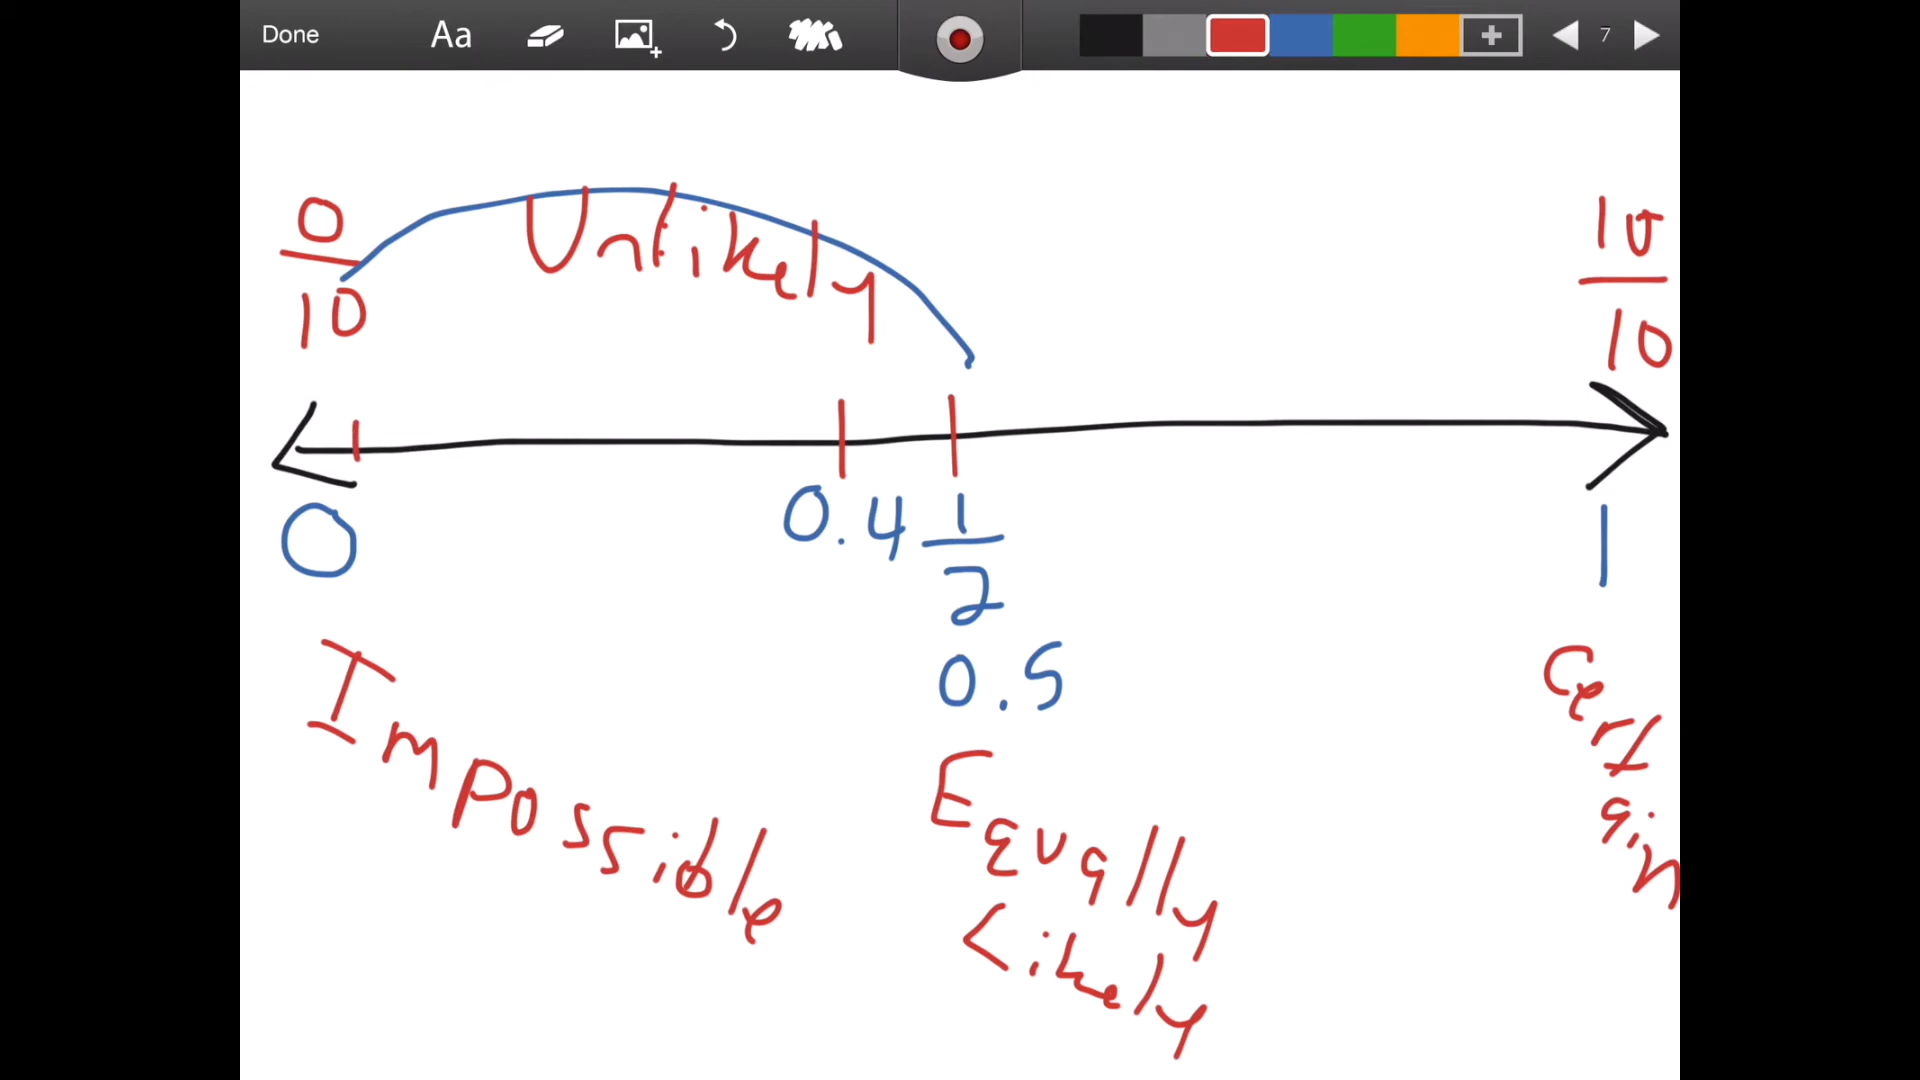 Done Aa 7
Unlikely
0/10
10/10
0 0.4 1/2 1
0.5
Impossible
Equally
Likely
Certain